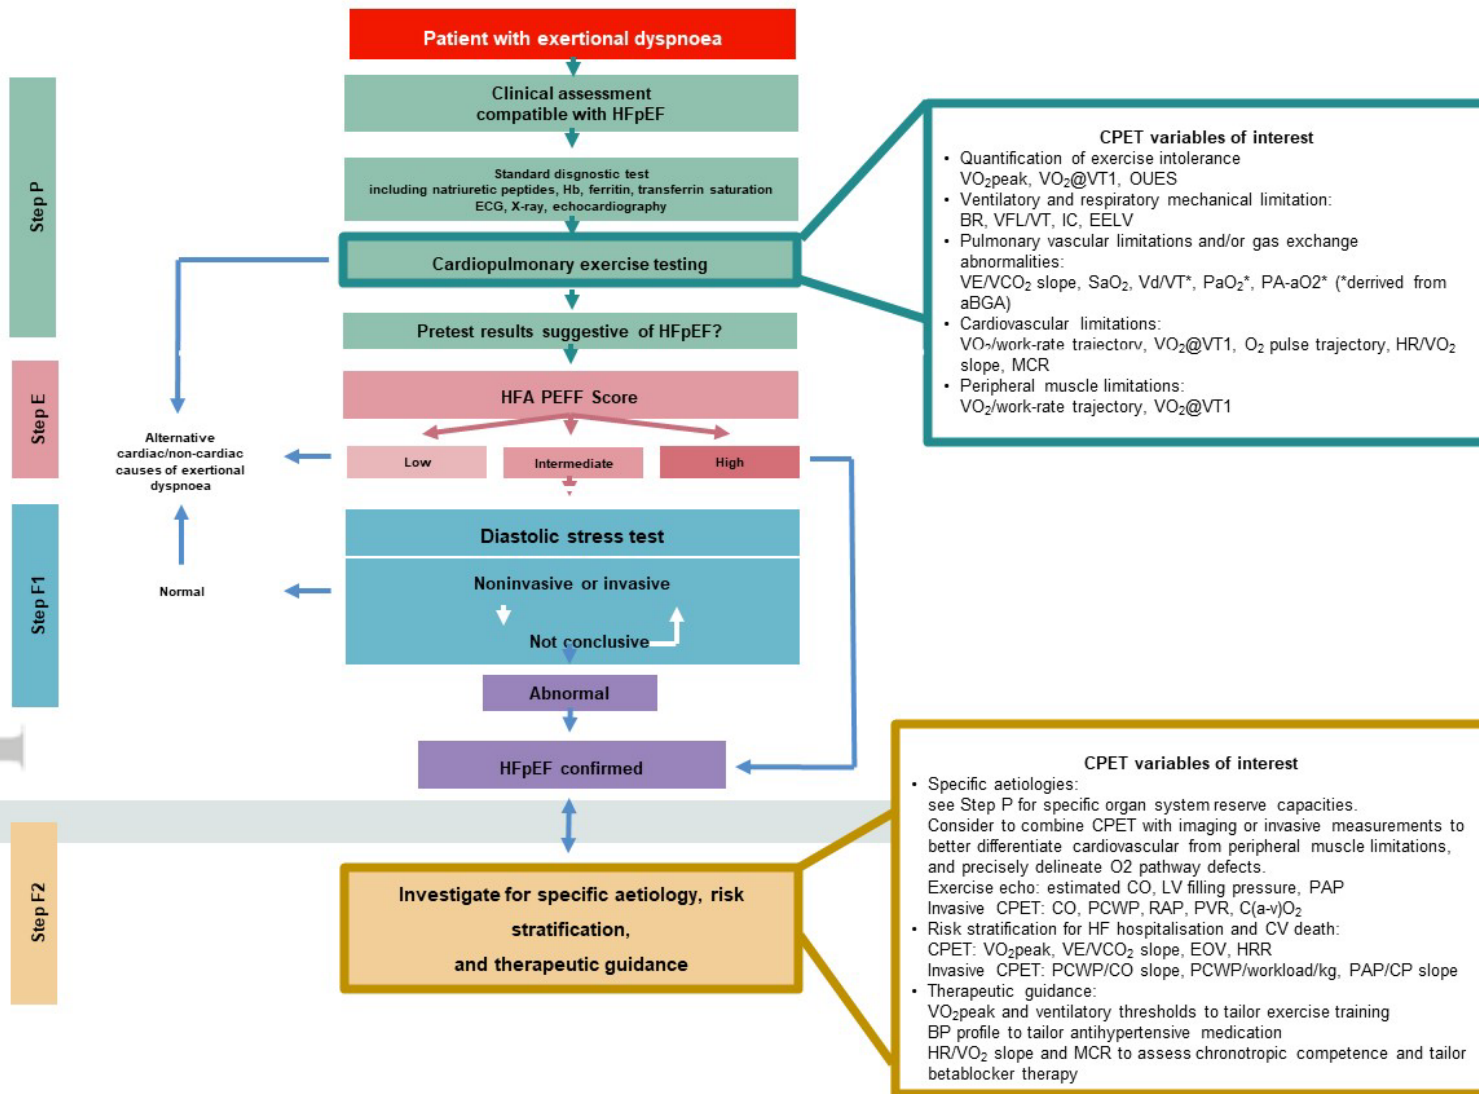 Patient with exertional dyspnoea
Step P
Clinical assessment
compatible with HFpEF
Standard disgnostic test
including natriuretic peptides, Hb, ferritin, transferrin saturation
ECG, X-ray, echocardiography
Cardiopulmonary exercise testing
Pretest results suggestive of HFpEF?
CPET variables of interest
• Quantification of exercise intolerance
VO₂peak, VO₂@VT1, OUES
• Ventilatory and respiratory mechanical limitation:
BR, VFL/VT, IC, EELV
• Pulmonary vascular limitations and/or gas exchange
abnormalities:
VE/VCO₂ slope, SaO₂, Vd/VT*, PaO₂*, PA-aO2* (*derrived from
aBGA)
• Cardiovascular limitations:
VO₂/work-rate trajectory, VO₂@VT1, O₂ pulse trajectory, HR/VO₂
slope, MCR
• Peripheral muscle limitations:
VO₂/work-rate trajectory, VO₂@VT1
Step E
HFA PEFF Score
Low
Intermediate
High
Alternative
cardiac/non-cardiac
causes of exertional
dyspnoea
Step F1
Diastolic stress test
Noninvasive or invasive
Not conclusive
Normal
Abnormal
HFpEF confirmed
Step F2
Investigate for specific aetiology, risk
stratification,
and therapeutic guidance
CPET variables of interest
• Specific aetiologies:
see Step P for specific organ system reserve capacities.
Consider to combine CPET with imaging or invasive measurements to
better differentiate cardiovascular from peripheral muscle limitations,
and precisely delineate O2 pathway defects.
Exercise echo: estimated CO, LV filling pressure, PAP
Invasive CPET: CO, PCWP, RAP, PVR, C(a-v)O₂
• Risk stratification for HF hospitalisation and CV death:
CPET: VO₂peak, VE/VCO₂ slope, EOV, HRR
Invasive CPET: PCWP/CO slope, PCWP/workload/kg, PAP/CP slope
• Therapeutic guidance:
VO₂peak and ventilatory thresholds to tailor exercise training
BP profile to tailor antihypertensive medication
HR/VO₂ slope and MCR to assess chronotropic competence and tailor
betablocker therapy